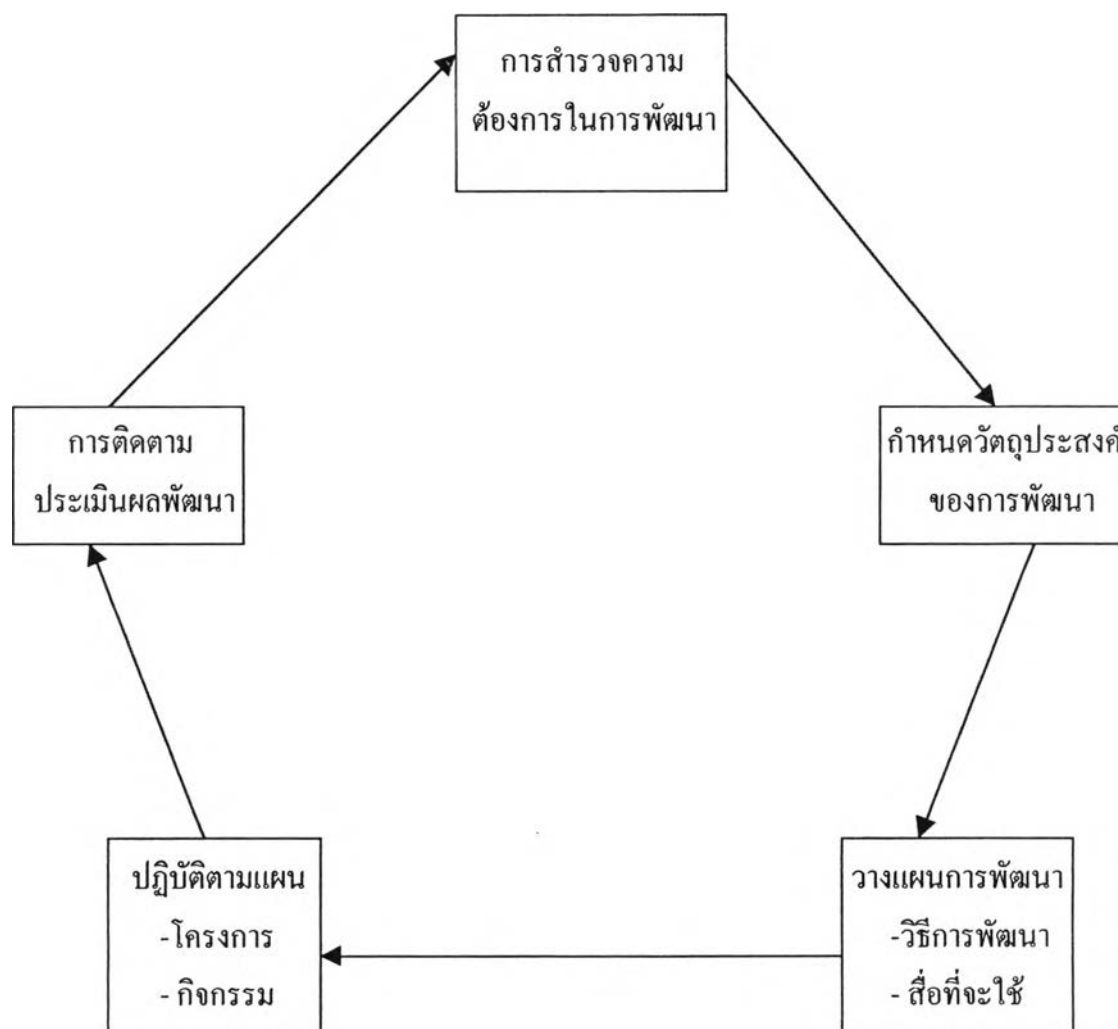 การสำรวจความ
ต้องการในการพัฒนา
กำหนดวัตถุประสงค์
ของการพัฒนา
วางแผนการพัฒนา
-วิธีการพัฒนา
- สื่อที่จะใช้
ปฏิบัติตามแผน
-โครงการ
- กิจกรรม
การติดตาม
ประเมินผลพัฒนา